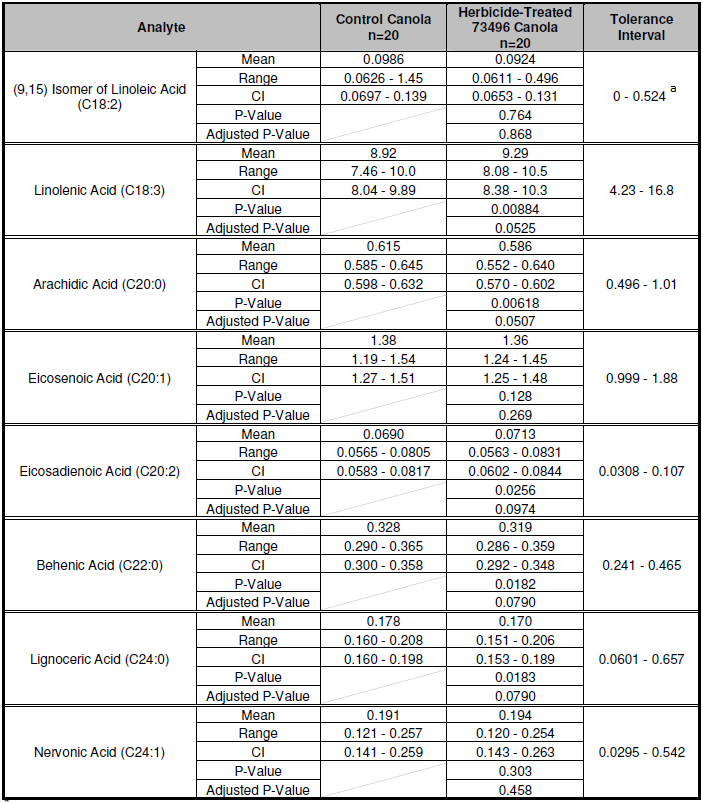 Analyte Control Canola n=20 Herbicide-Treated 73496 Canola n=20 Tolerance Interval
(9,15) Isomer of Linoleic Acid (C18:2) 0 - 0.524 a
Mean 0.0986 0.0924
Range 0.0626 - 1.45 0.0611 - 0.496
CI 0.0697 - 0.139 0.0653 - 0.131
P-Value 0.764
Adjusted P-Value 0.868
Linolenic Acid (C18:3) 4.23 - 16.8
Mean 8.92 9.29
Range 7.46 - 10.0 8.08 - 10.5
CI 8.04 - 9.89 8.38 - 10.3
P-Value 0.00884
Adjusted P-Value 0.0525
Arachidic Acid (C20:0) 0.496 - 1.01
Mean 0.615 0.586
Range 0.585 - 0.645 0.552 - 0.640
CI 0.598 - 0.632 0.570 - 0.602
P-Value 0.00618
Adjusted P-Value 0.0507
Eicosenoic Acid (C20:1) 0.999 - 1.88
Mean 1.38 1.36
Range 1.19 - 1.54 1.24 - 1.45
CI 1.27 - 1.51 1.25 - 1.48
P-Value 0.128
Adjusted P-Value 0.269
Eicosadienoic Acid (C20:2) 0.0308 - 0.107
Mean 0.0690 0.0713
Range 0.0565 - 0.0805 0.0563 - 0.0831
CI 0.0583 - 0.0817 0.0602 - 0.0844
P-Value 0.0256
Adjusted P-Value 0.0974
Behenic Acid (C22:0) 0.241 - 0.465
Mean 0.328 0.319
Range 0.290 - 0.365 0.286 - 0.359
CI 0.300 - 0.358 0.292 - 0.348
P-Value 0.0182
Adjusted P-Value 0.0790
Lignoceric Acid (C24:0) 0.0601 - 0.657
Mean 0.178 0.170
Range 0.160 - 0.208 0.151 - 0.206
CI 0.160 - 0.198 0.153 - 0.189
P-Value 0.0183
Adjusted P-Value 0.0790
Nervonic Acid (C24:1) 0.0295 - 0.542
Mean 0.191 0.194
Range 0.121 - 0.257 0.120 - 0.254
CI 0.141 - 0.259 0.143 - 0.263
P-Value 0.303
Adjusted P-Value 0.458